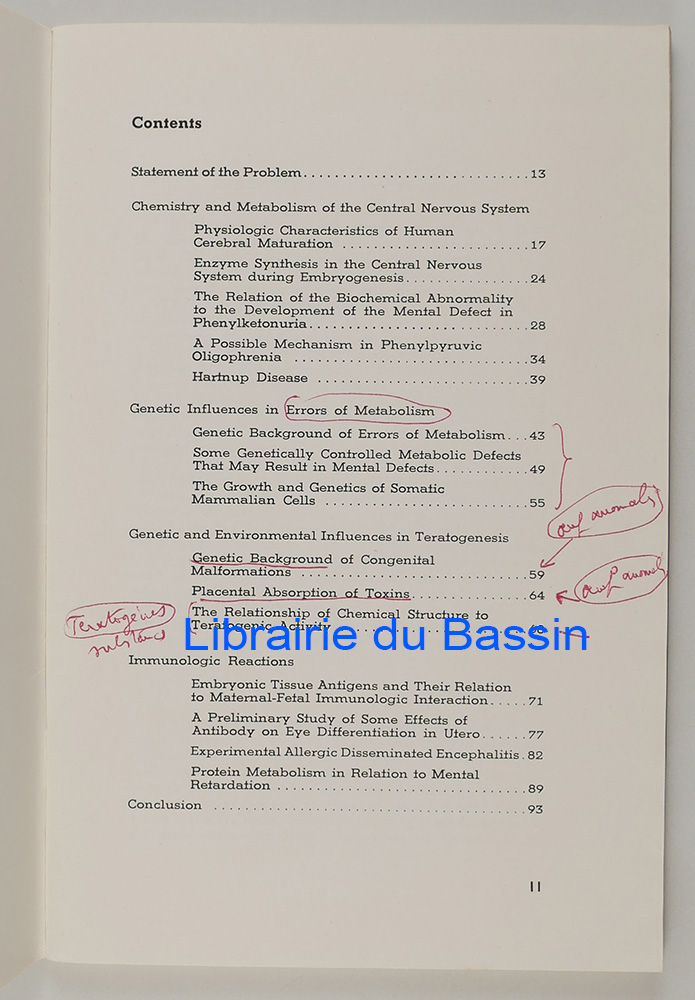 Contents
Statement of the Problem............................13
Chemistry and Metabolism of the Central Nervous System
Physiologic Characteristics of Human
Cerebral Maturation ....................17
Enzyme Synthesis in the Central Nervous
System during Embryogenesis.............24
The Relation of the Biochemical Abnormality
to the Development of the Mental Defect in
Phenylketonuria.......................28
A Possible Mechanism in Phenylpyruvic
Oligophrenia .........................34
Hartnup Disease ......................39
Genetic Influences in Errors of Metabolism
Genetic Background of Errors of Metabolism...43
Some Genetically Controlled Metabolic Defects
That May Result in Mental Defects..........49
The Growth and Genetics of Somatic
Mammalian Cells ......................55
Genetic and Environmental Influences in Teratogenesis
Genetic Background of Congenital
Malformations ........................59
Placental Absorption of Toxins............64
The Relationship of Chemical Structure to
Teratogenic Activity ....................68
Tératogènes
substance
Librairie du Bassin
Immunologic Reactions
Embryonic Tissue Antigens and Their Relation
to Maternal-Fetal Immunologic Interaction.....71
A Preliminary Study of Some Effects of
Antibody on Eye Differentiation in Utero......77
Experimental Allergic Disseminated Encephalitis.82
Protein Metabolism in Relation to Mental
Retardation ...........................89
Conclusion ...................................93
11